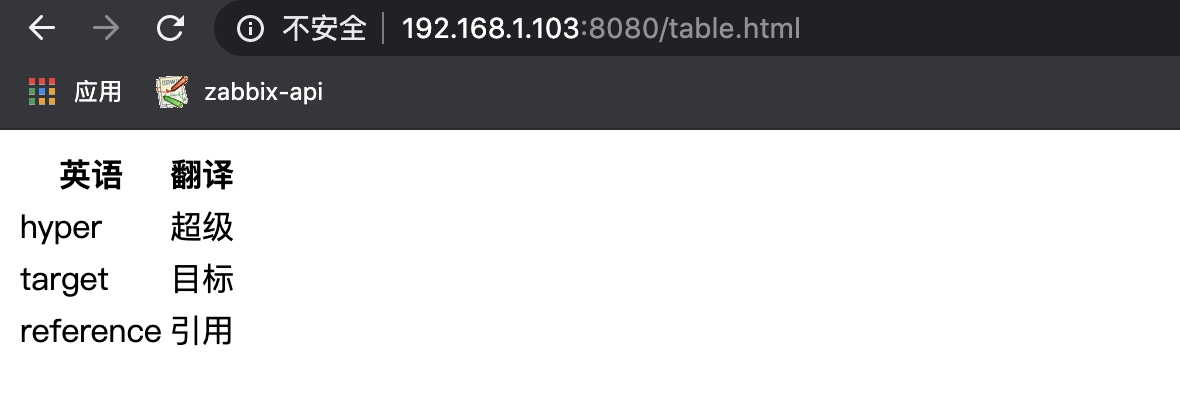 不安全 192.168.1.103:8080/table.html
应用 zabbix-api
英语 翻译
hyper 超级
target 目标
reference 引用